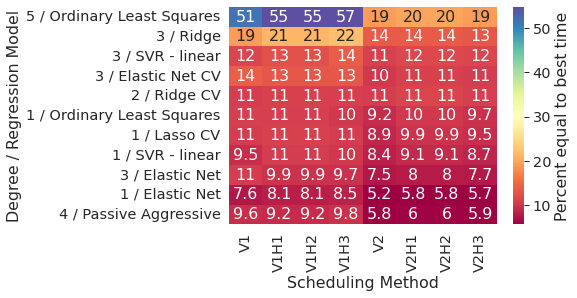 Degree / Regression Model
5 / Ordinary Least Squares 51 55 55 57 19 20 20 19
3 / Ridge 19 21 21 22 14 14 14 13
3 / SVR - linear 12 13 13 14 11 12 12 12
3 / Elastic Net CV 14 13 13 13 10 11 11 11
2 / Ridge CV 11 11 11 11 11 11 11 11
1 / Ordinary Least Squares 11 11 11 10 9.2 10 10 9.7
1 / Lasso CV 11 11 11 11 8.9 9.9 9.9 9.5
1 / SVR - linear 9.5 11 11 10 8.4 9.1 9.1 8.7
3 / Elastic Net 11 9.9 9.9 9.7 7.5 8 8 7.7
1 / Elastic Net 7.6 8.1 8.1 8.5 5.2 5.8 5.8 5.7
4 / Passive Aggressive 9.6 9.2 9.2 9.8 5.8 6 6 5.9
V1 V1H1 V1H2 V1H3 V2 V2H1 V2H2 V2H3
Scheduling Method
50
40
30
20
10
Percent equal to best time